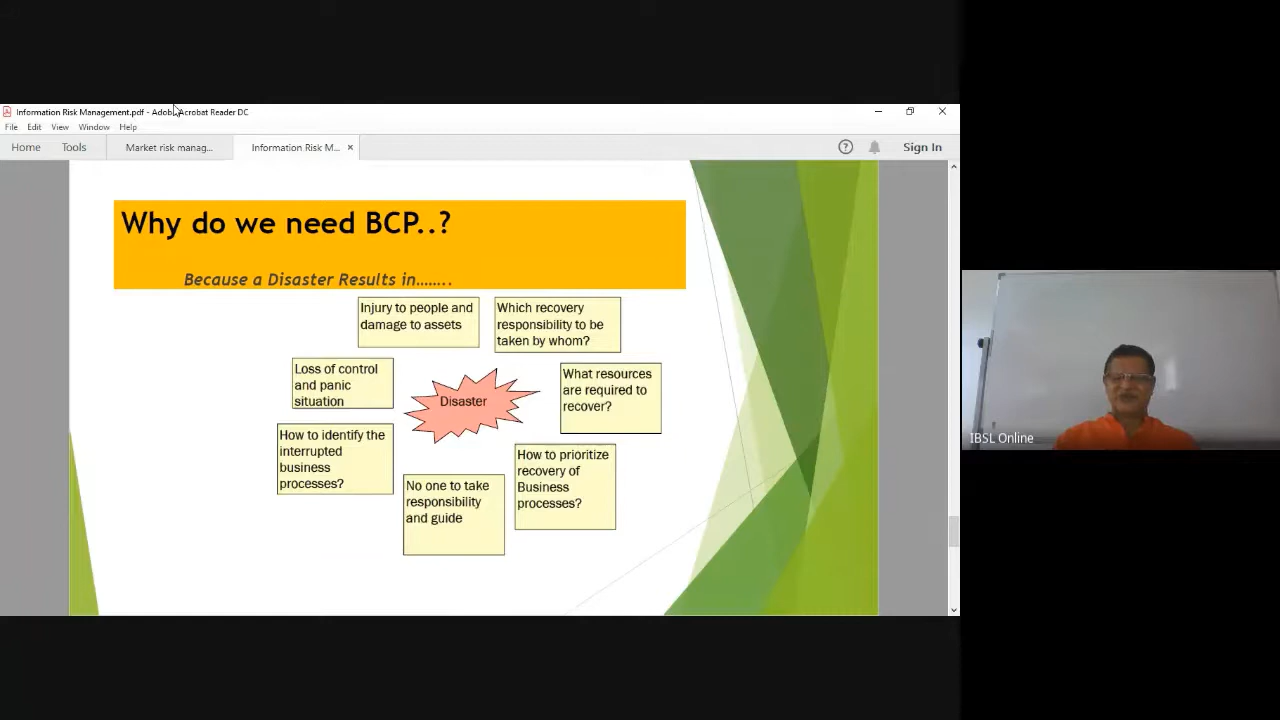 Information Risk Management.pdf - Adobe Acrobat Reader DC
File Edit View Window Help
Home Tools Market risk manag... Information Risk M... × ? Sign In
Why do we need BCP..?
Because a Disaster Results in........
Injury to people and
damage to assets
Which recovery
responsibility to be
taken by whom?
Loss of control
and panic
situation
Disaster
What resources
are required to
recover?
How to identify the
interrupted
business
processes?
No one to take
responsibility
and guide
How to prioritize
recovery of
Business
processes?
IBSL Online